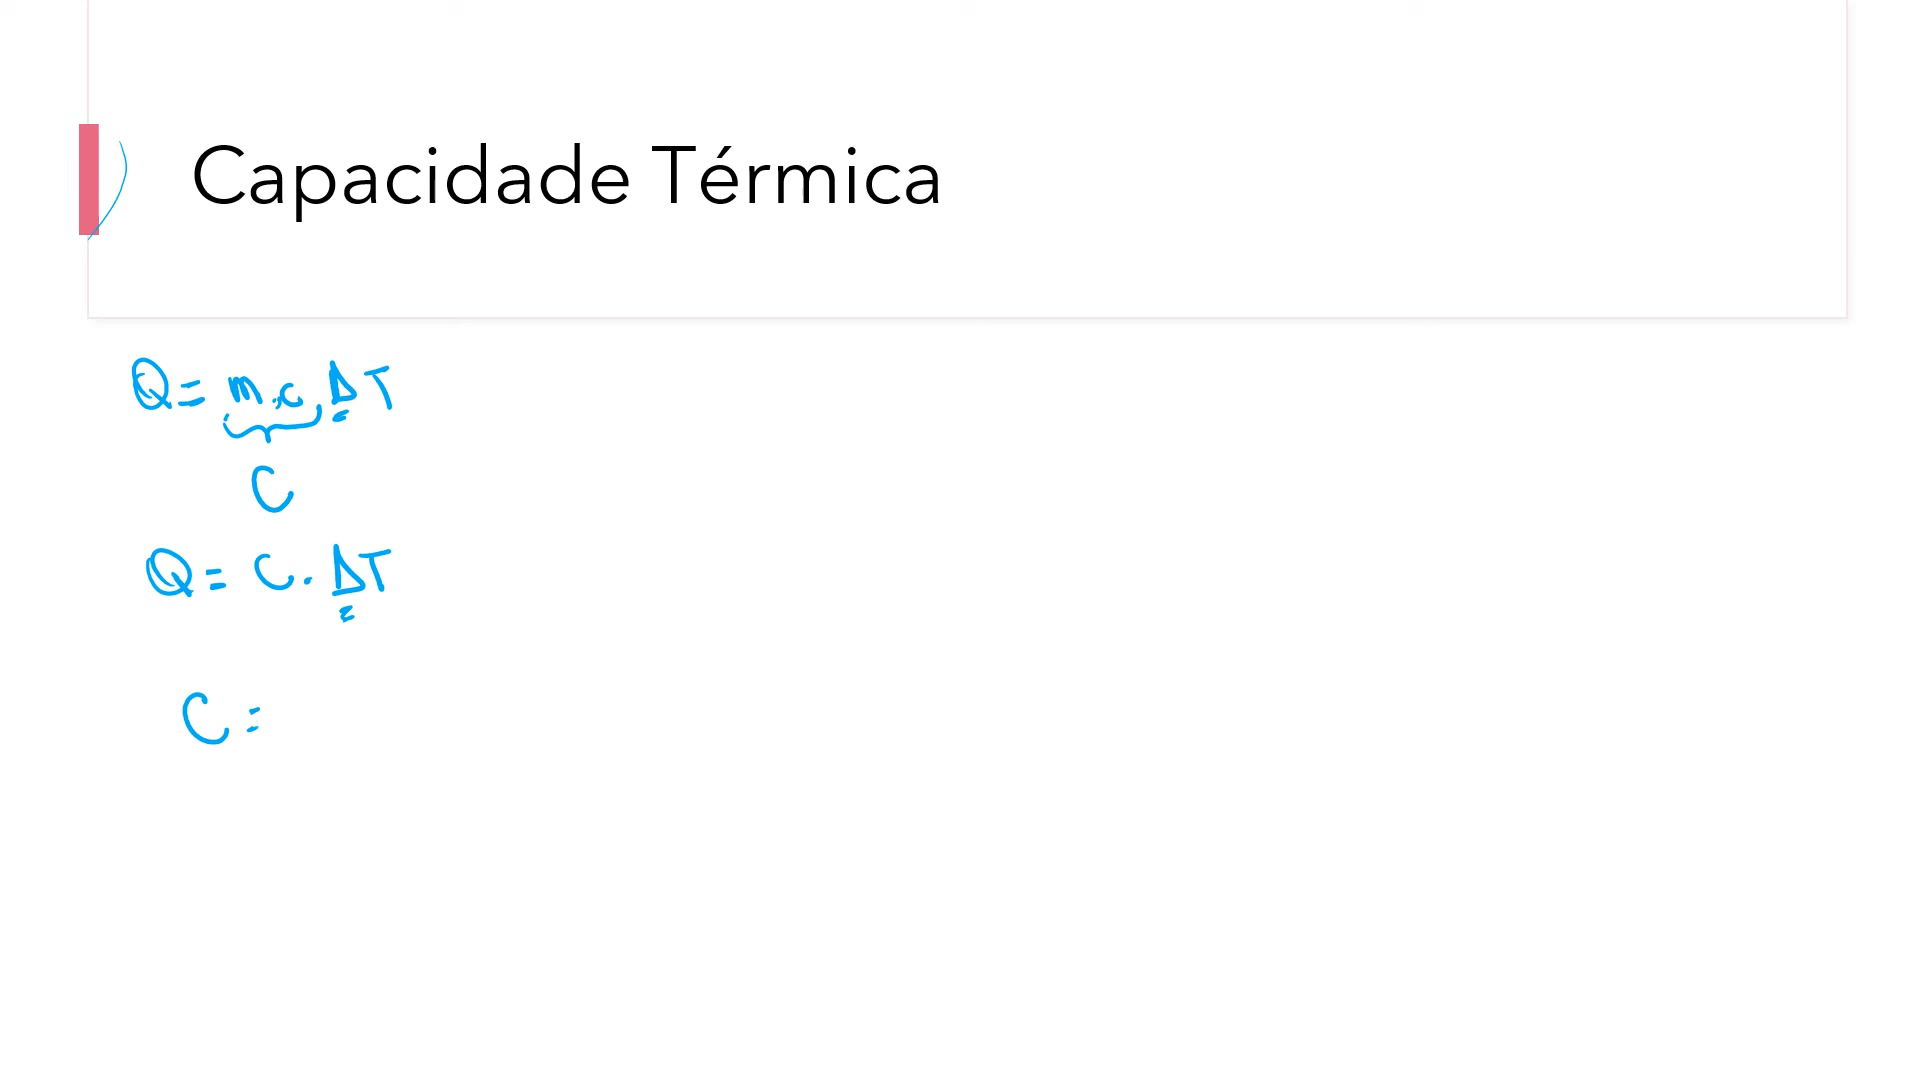 Capacidade Térmica
Q = m.c.ΔT
C
Q = C. ΔT
C =